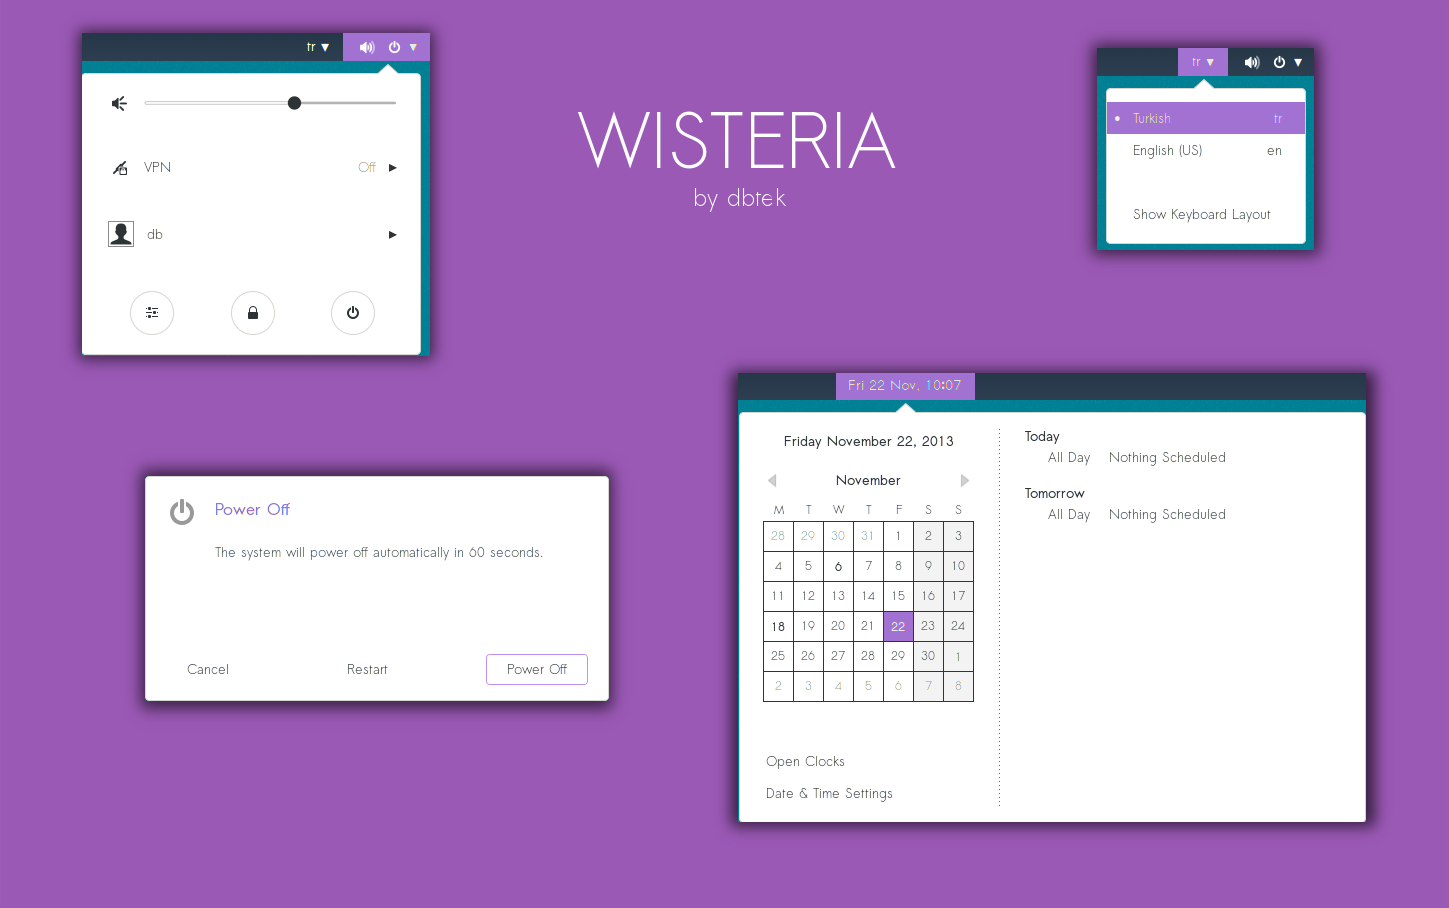 tr
VPN Off
db
WISTERIA
by dbtek
tr
Turkish tr
English (US) en
Show Keyboard Layout
Power Off
The system will power off automatically in 60 seconds.
Cancel Restart Power Off
Fri 22 Nov, 10:07
Friday November 22, 2013
November
M T W T F S S
28 29 30 31 1 2 3
4 5 6 7 8 9 10
11 12 13 14 15 16 17
18 19 20 21 22 23 24
25 26 27 28 29 30 1
2 3 4 5 6 7 8
Open Clocks
Date & Time Settings
Today
All Day Nothing Scheduled
Tomorrow
All Day Nothing Scheduled